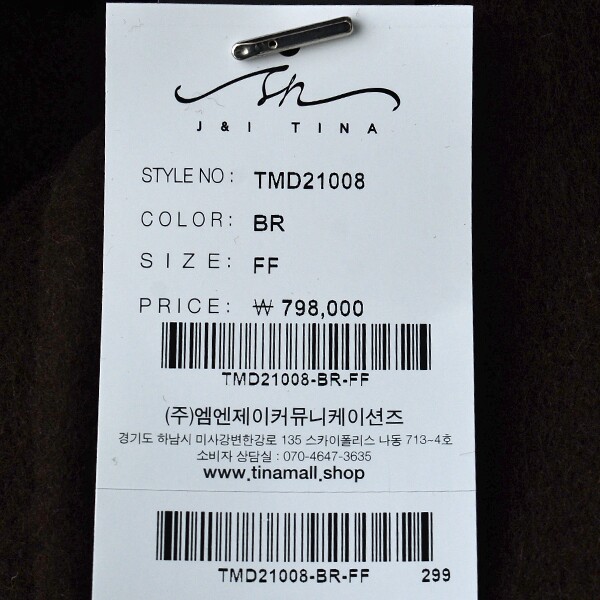 J & I TINA
STYLE NO : TMD21008
COLOR: BR
SIZE: FF
PRICE: ₩ 798,000
TMD21008-BR-FF
(주)엠엔제이커뮤니케이션즈
경기도 하남시 미사강변한강로 135 스카이폴리스 나동 713~4호
소비자 상담실 : 070-4647-3635
www.tinamall.shop
TMD21008-BR-FF 299